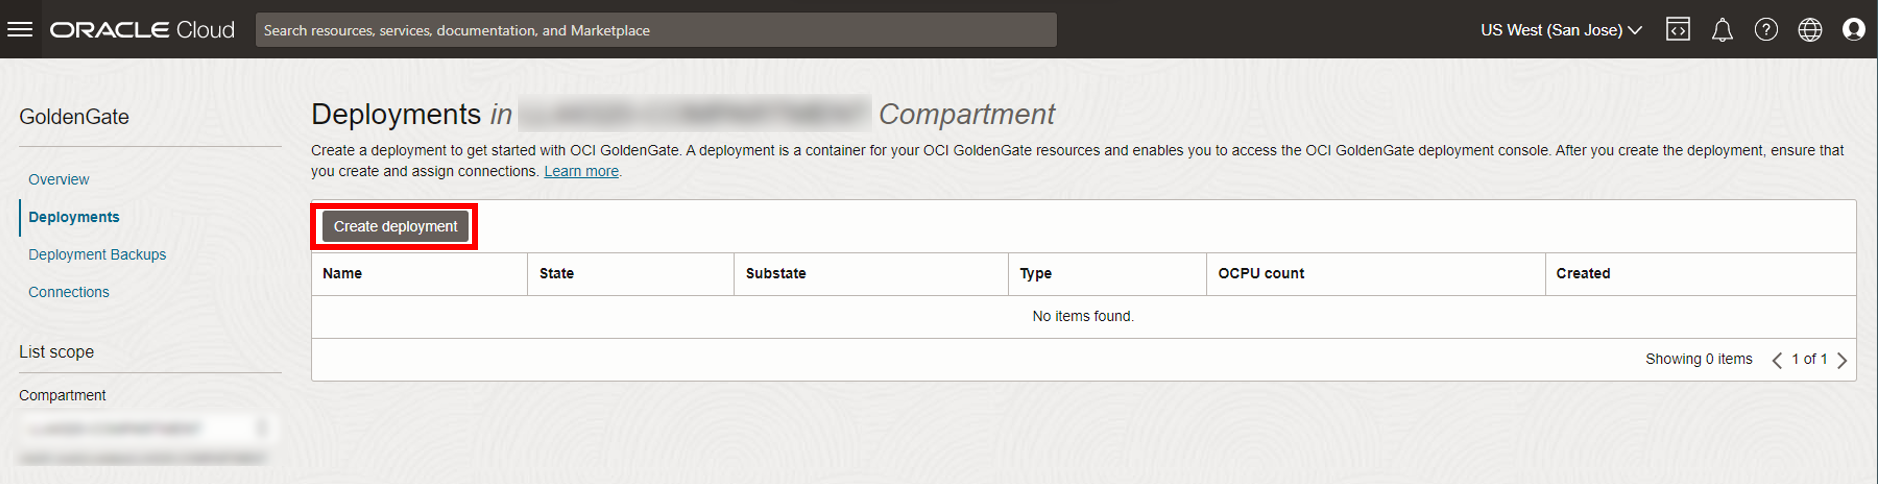 ORACLE Cloud
Search resources, services, documentation, and Marketplace
US West (San Jose)
GoldenGate
Overview
Deployments
Deployment Backups
Connections
List scope
Compartment
Deployments in Compartment
Create a deployment to get started with OCI GoldenGate. A deployment is a container for your OCI GoldenGate resources and enables you to access the OCI GoldenGate deployment console. After you create the deployment, ensure that
you create and assign connections. Learn more.
Create deployment
Name State Substate Type OCPU count Created
No items found.
Showing 0 items 1 of 1